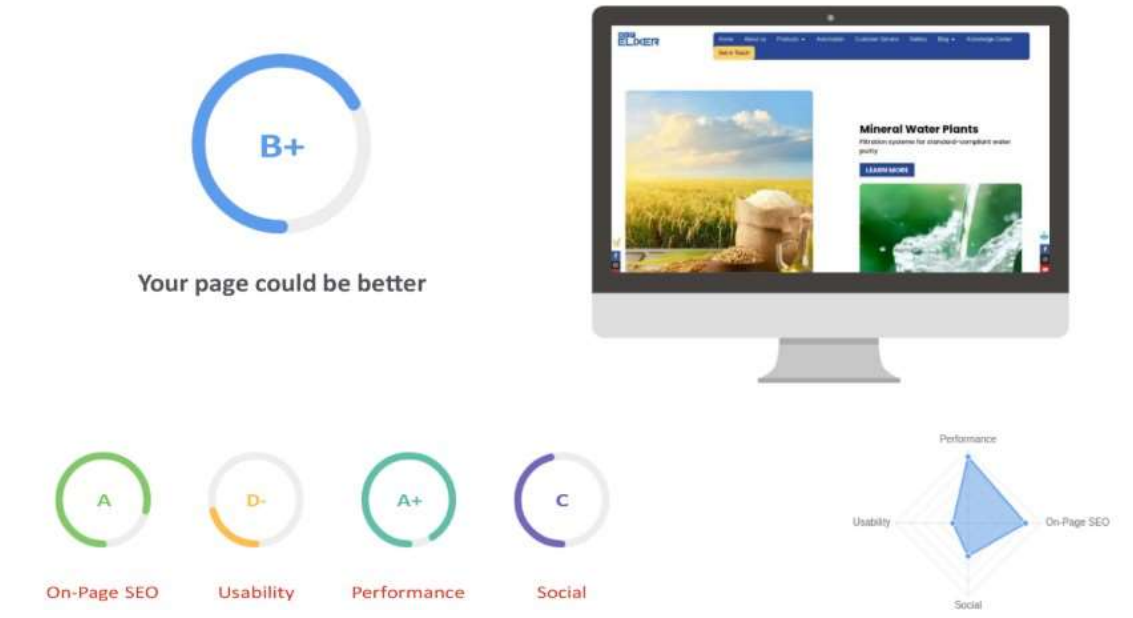 B+
Your page could be better
ELIXER
Home About Us Products Automation Customer Service Gallery Blog Knowledge Center
Get in Touch
Mineral Water Plants
Filtration systems for standard-compliant water
purity
LEARN MORE
A
D-
A+
C
On-Page SEO
Usability
Performance
Social
Performance
Usability
On-Page SEO
Social